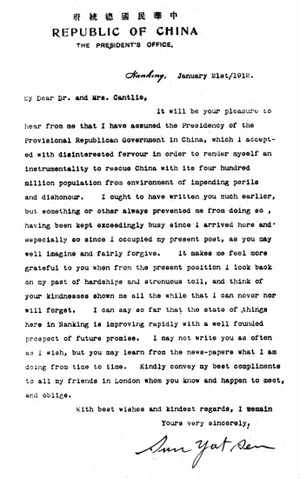 中華民國總統府
REPUBLIC OF CHINA
THE PRESIDENT'S OFFICE,
Nanking, January 21st/1912.
My Dear Dr. and Mrs. Cantlie,
It will be your pleasure to
hear from me that I have assumed the Presidency of the
Provisional Republican Government in China, which I accept-
ed with disinterested fervour in order to render myself an
instrumentality to rescue China with its four hundred
million population from environment of impending perils
and dishonour. I ought to have written you much earlier,
but something or other always prevented me from doing so ,
having been kept exceedingly busy since I arrived here and
especially so since I occupied my present post, as you may
well imagine and fairly forgive. It makes me feel more
grateful to you when from the present position I look back
on my past of hardships and strenuous toil, and think of
your kindnesses shown me all the while that I can never nor
will forget. I can say so far that the state of things
here in Nanking is improving rapidly with a well founded
prospect of future promise. I may not write you as often
as I wish, but you may learn from the news-papers what I am
doing from time to time. Kindly convey my best compliments
to all my friends in London whom you know and happen to meet,
and oblige.
With best wishes and kindest regards, I remain
Yours very sincerely,
Sun Yat Sen